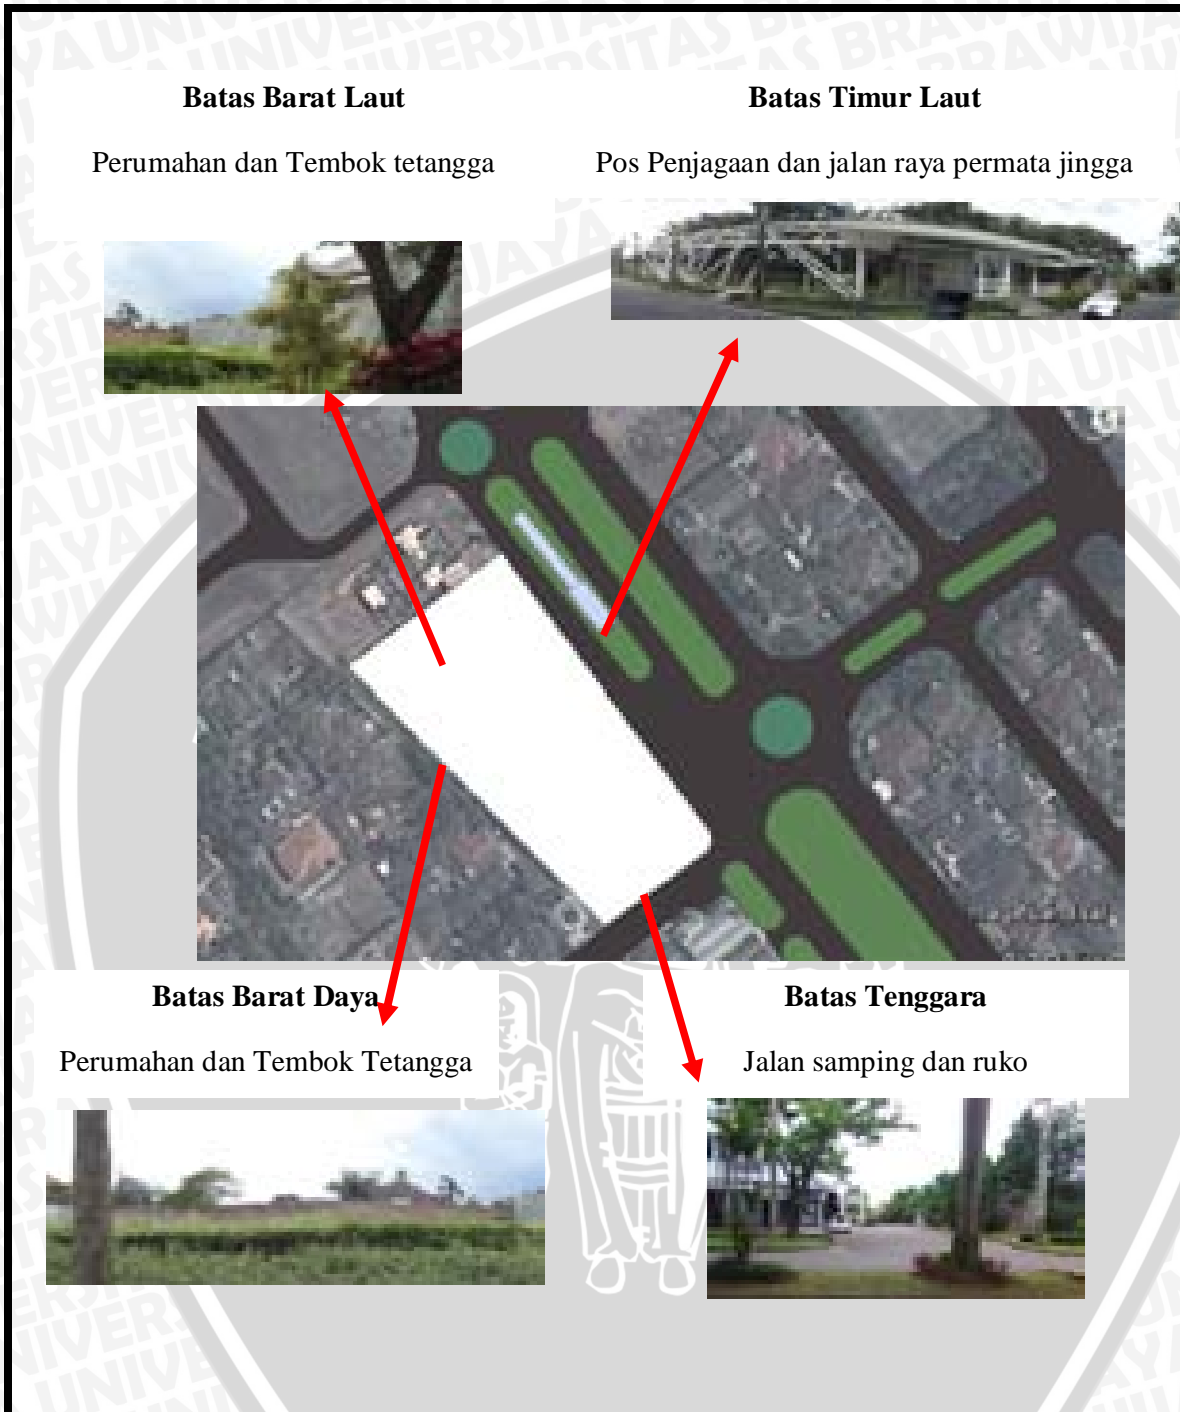 Batas Barat Laut
Perumahan dan Tembok tetangga
Batas Timur Laut
Pos Penjagaan dan jalan raya permata jingga
Batas Barat Daya
Perumahan dan Tembok Tetangga
Batas Tenggara
Jalan samping dan ruko